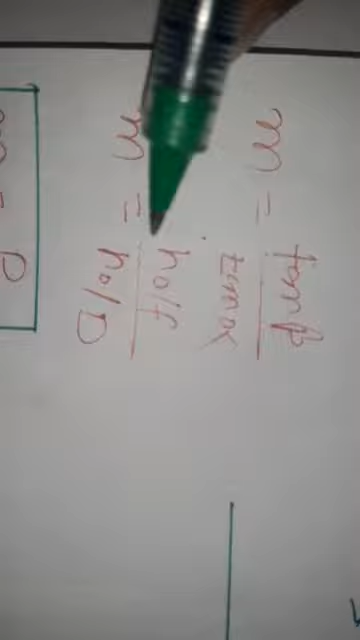 m = tanβ / tanα
m = h0/f / h0/D